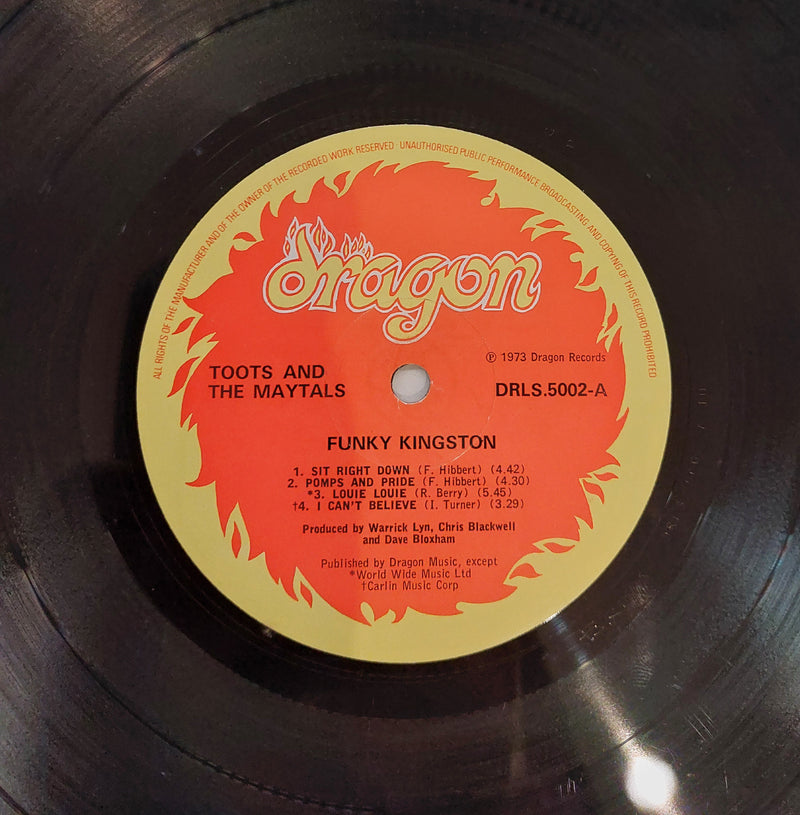 ALL RIGHTS OF THE MANUFACTURER AND OF THE OWNER OF THE RECORDED WORK RESERVED · UNAUTHORISED PUBLIC PERFORMANCE BROADCASTING AND COPYING OF THIS RECORD PROHIBITED
dragon
℗ 1973 Dragon Records
TOOTS AND
THE MAYTALS
DRLS.5002-A
FUNKY KINGSTON
1. SIT RIGHT DOWN (F. Hibbert) (4.42)
2. POMPS AND PRIDE (F. Hibbert) (4.30)
*3. LOUIE LOUIE (R. Berry) (5.45)
†4. I CAN'T BELIEVE (I. Turner) (3.29)
Produced by Warrick Lyn, Chris Blackwell
and Dave Bloxham
Published by Dragon Music, except
*World Wide Music Ltd
†Carlin Music Corp